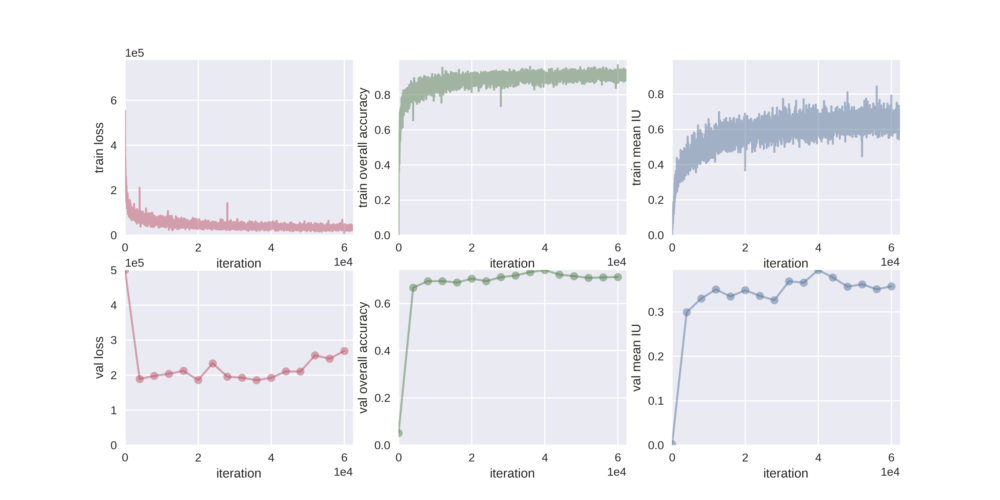 1e5
train loss
6
4
2
0
0 2 4 6
iteration
1e4
train overall accuracy
0.8
0.6
0.4
0.2
0.0
0 2 4 6
iteration
1e4
train mean IU
0.8
0.6
0.4
0.2
0.0
0 2 4 6
iteration
1e4
1e5
val loss
5
4
3
2
1
0
0 2 4 6
iteration
1e4
val overall accuracy
0.6
0.4
0.2
0.0
0 2 4 6
iteration
1e4
val mean IU
0.3
0.2
0.1
0.0
0 2 4 6
iteration
1e4